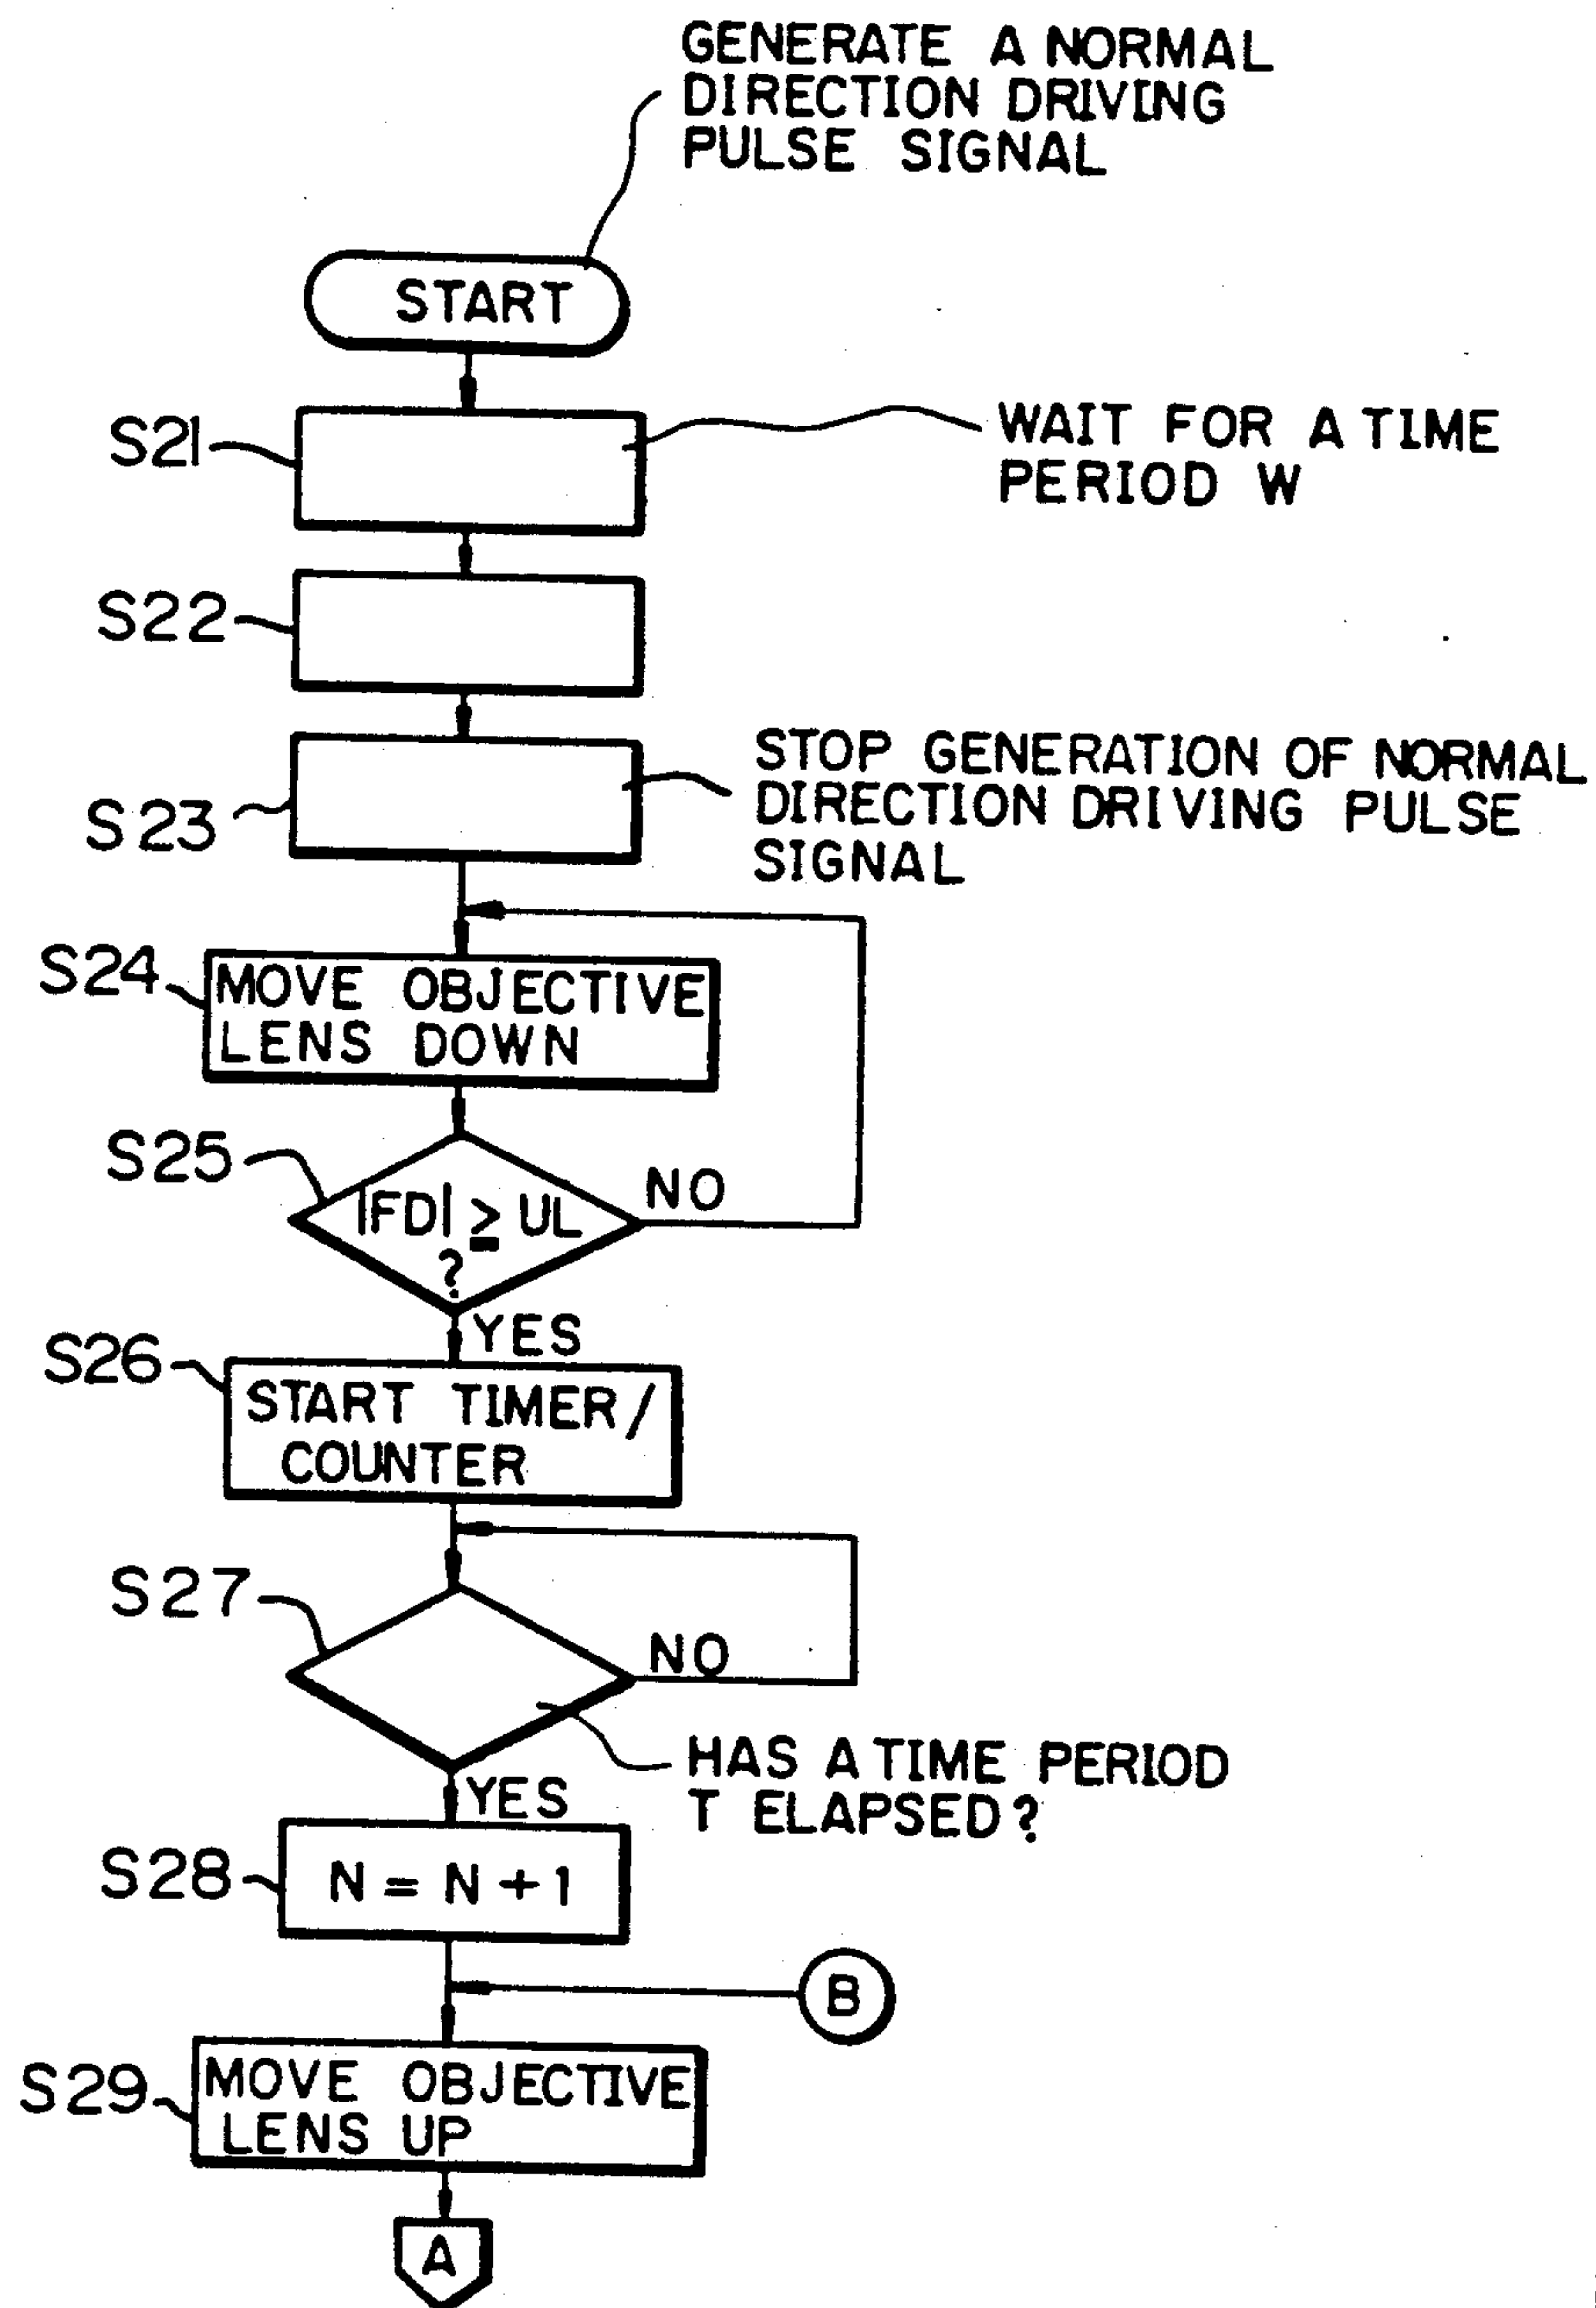 GENERATE A NORMAL
DIRECTION DRIVING
PULSE SIGNAL
START
S21
WAIT FOR A TIME
PERIOD W
S22
S23
STOP GENERATION OF NORMAL
DIRECTION DRIVING PULSE
SIGNAL
S24
MOVE OBJECTIVE
LENS DOWN
S25
|FD| ≥ UL
?
NO
YES
S26
START TIMER/
COUNTER
S27
NO
HAS A TIME PERIOD
T ELAPSED?
YES
S28
N = N + 1
B
S29
MOVE OBJECTIVE
LENS UP
A